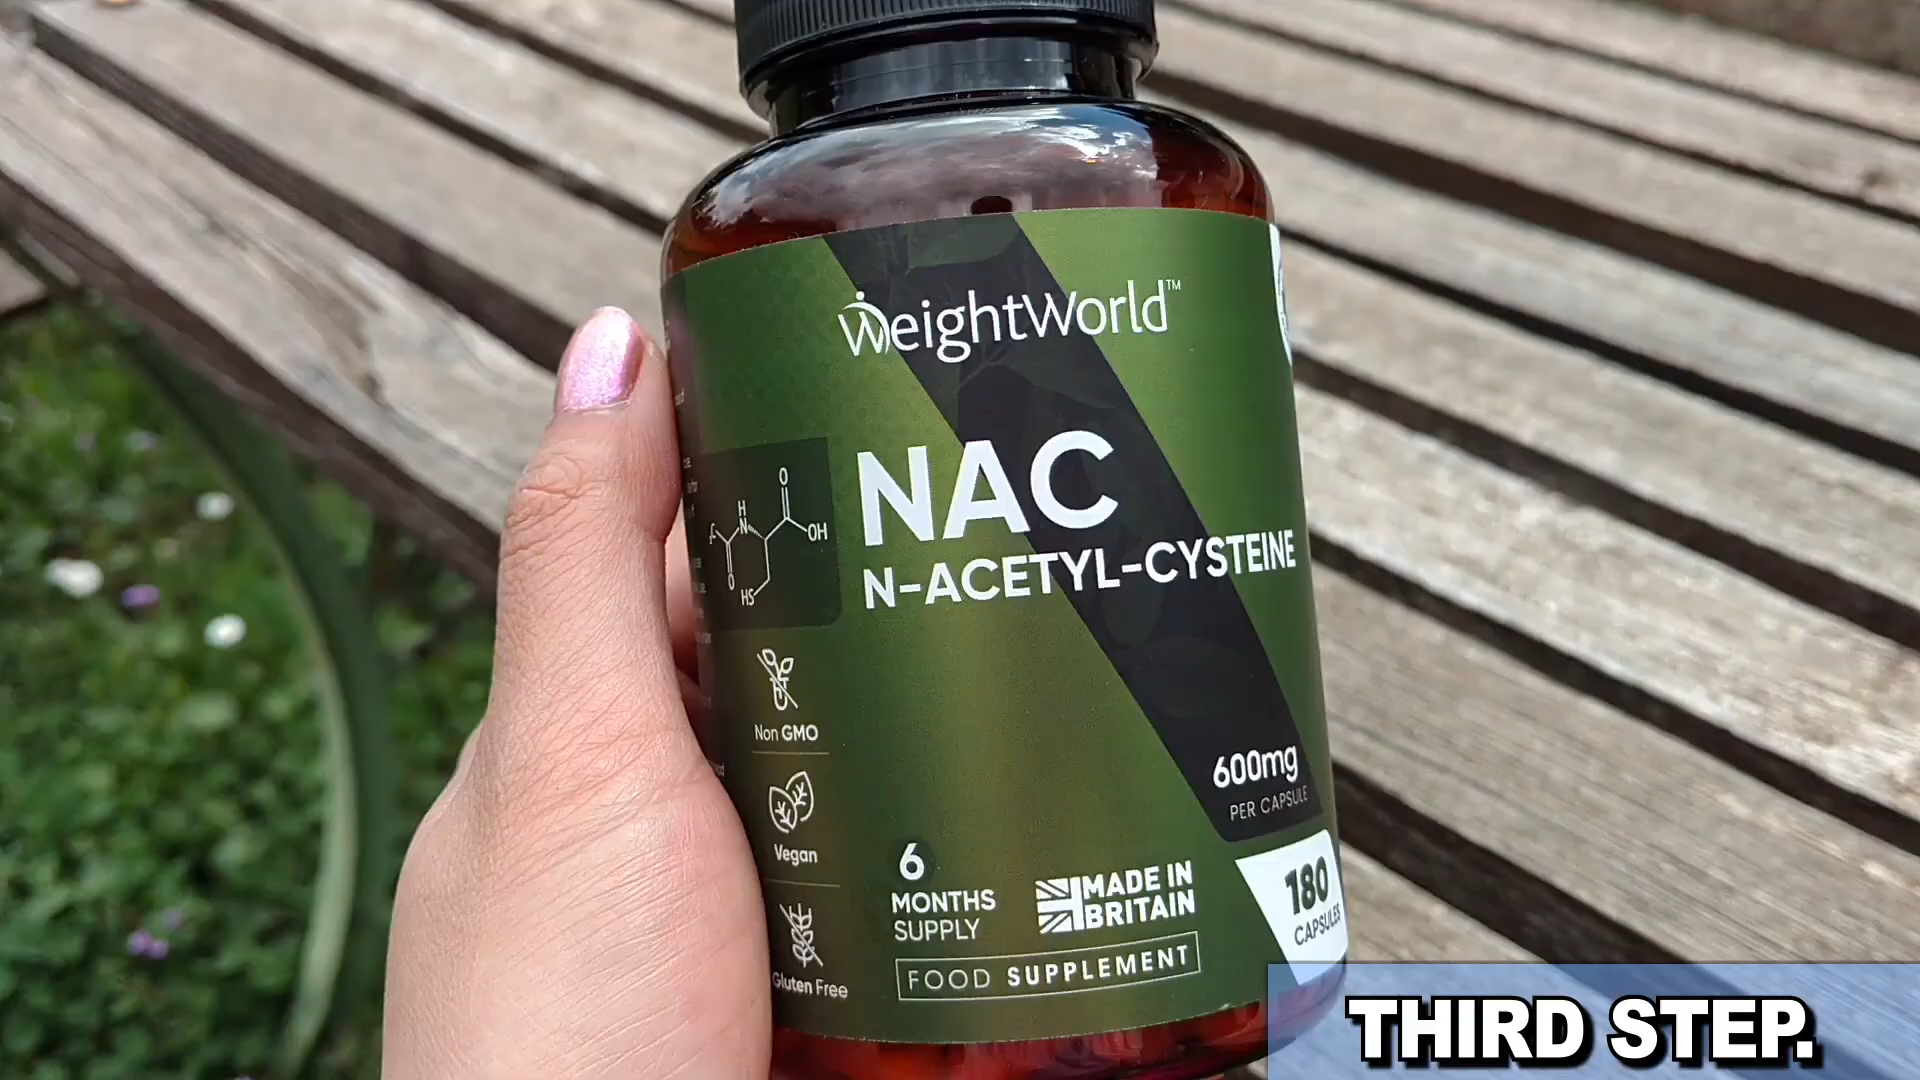 WeightWorld™
NAC
N-ACETYL-CYSTEINE
O
H
N
OH
O
HS
Non GMO
Vegan
Gluten Free
600mg
PER CAPSULE
6
MONTHS
SUPPLY
MADE IN
BRITAIN
180
CAPSULES
FOOD SUPPLEMENT
THIRD STEP.